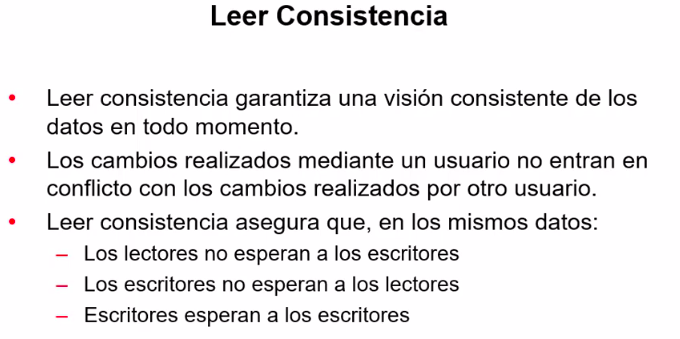 Leer Consistencia
• Leer consistencia garantiza una visión consistente de los
datos en todo momento.
• Los cambios realizados mediante un usuario no entran en
conflicto con los cambios realizados por otro usuario.
• Leer consistencia asegura que, en los mismos datos:
– Los lectores no esperan a los escritores
– Los escritores no esperan a los lectores
– Escritores esperan a los escritores